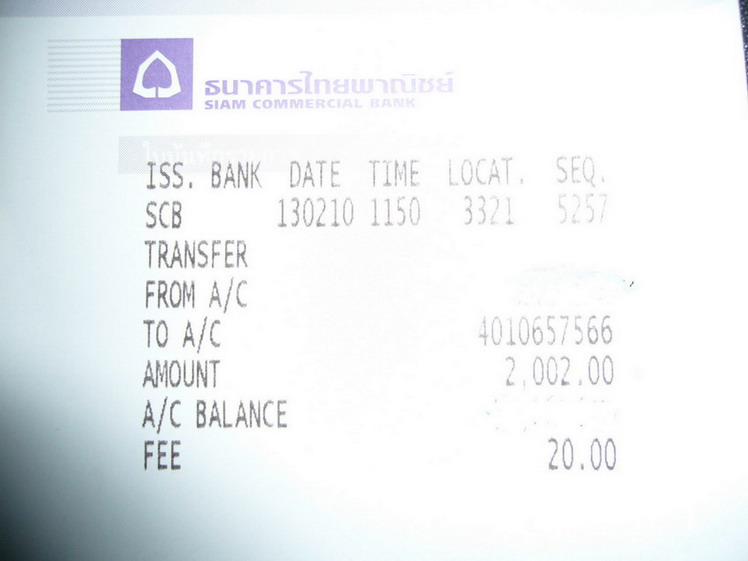 ธนาคารไทยพาณิชย์
SIAM COMMERCIAL BANK
ISS. BANK DATE TIME LOCAT. SEQ.
SCB 130210 1150 3321 5257
TRANSFER
FROM A/C
TO A/C 4010657566
AMOUNT 2,002.00
A/C BALANCE
FEE 20.00